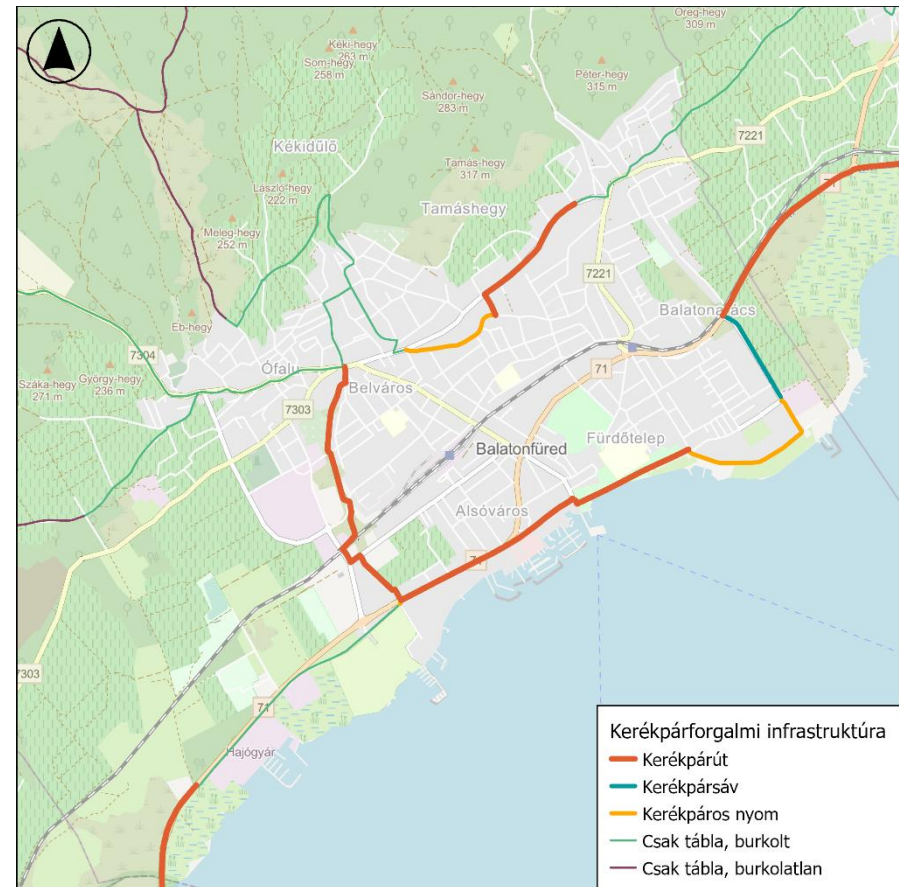 Öreg-hegy
309 m
Kéki-hegy
263 m
Som-hegy
258 m
Péter-hegy
315 m
Sándor-hegy
283 m
7221
Kékidűlő
Tamás-hegy
317 m
71
László-hegy
222 m
Tamáshegy
Meleg-hegy
252 m
7221
Balatonarács
Eb-hegy
7304
Ófalu
71
Száka-hegy
271 m
György-hegy
236 m
Belváros
7303
Fürdőtelep
Balatonfüred
Alsóváros
71
7303
71
Hajógyár
Kerékpárforgalmi infrastruktúra
Kerékpárút
Kerékpársáv
Kerékpáros nyom
Csak tábla, burkolt
Csak tábla, burkolatlan